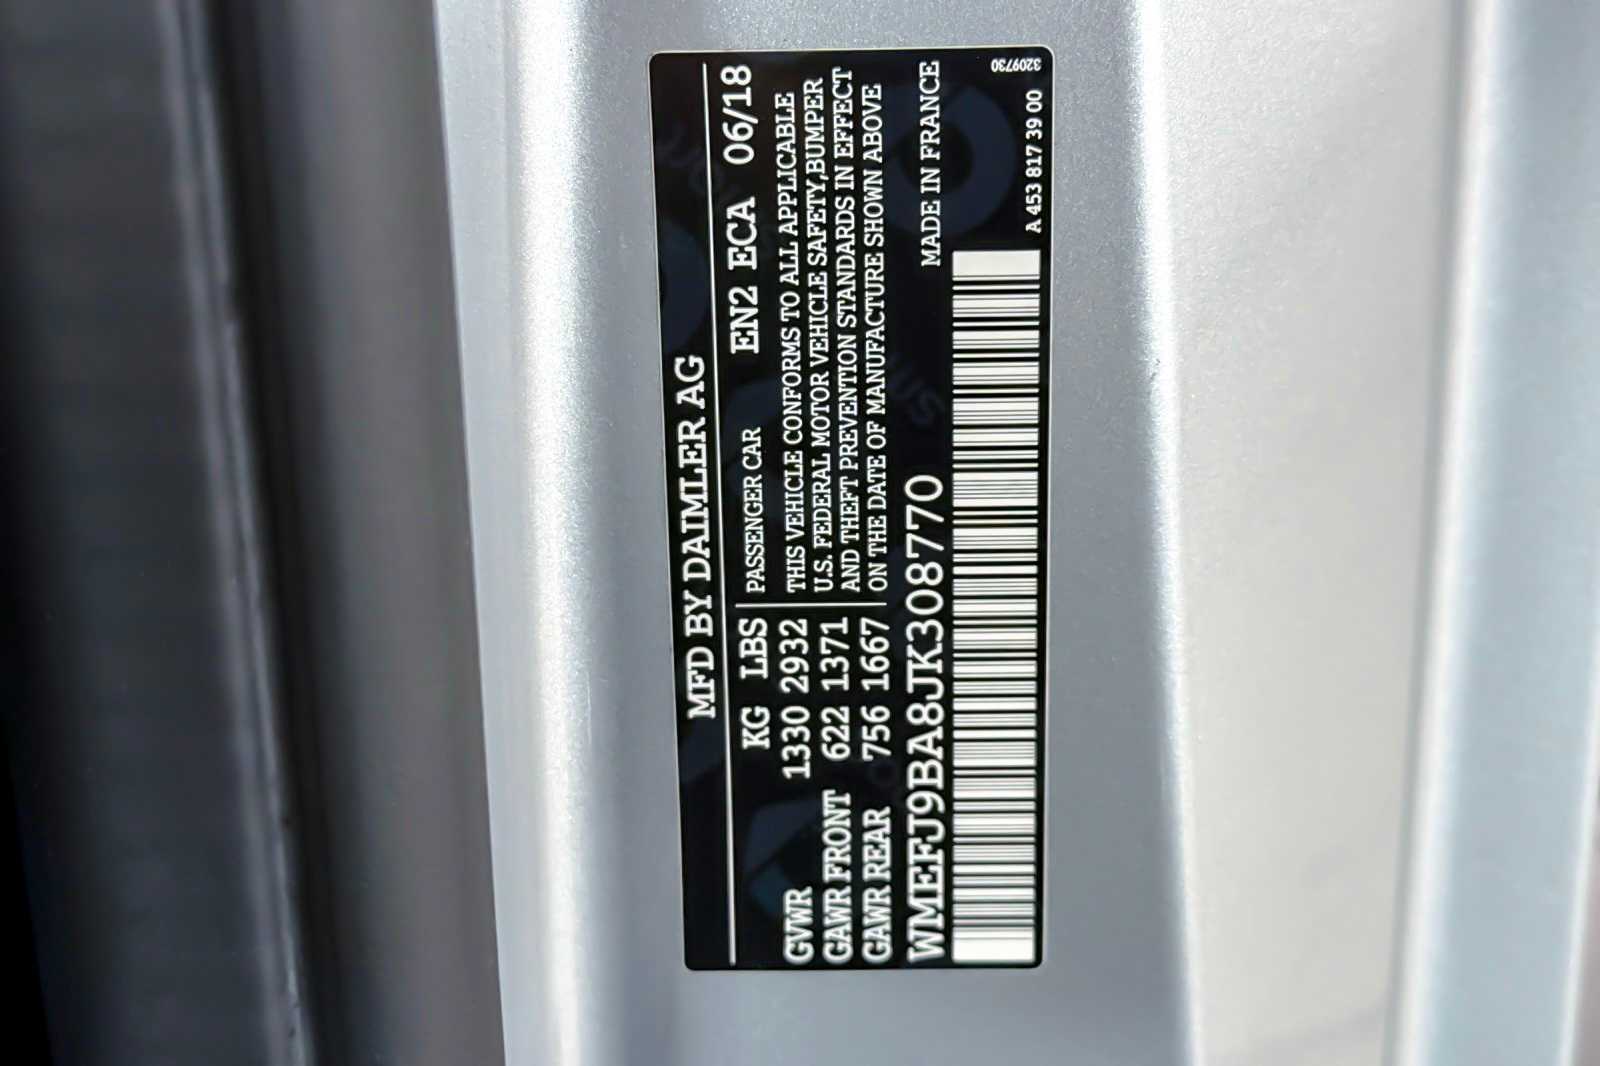 MFD BY DAIMLER AG
KG LBS PASSENGER CAR EN2 ECA 06/18
GVWR 1330 2932 THIS VEHICLE CONFORMS TO ALL APPLICABLE
GAWR FRONT 622 1371 U.S. FEDERAL MOTOR VEHICLE SAFETY,BUMPER
GAWR REAR 756 1667 AND THEFT PREVENTION STANDARDS IN EFFECT
ON THE DATE OF MANUFACTURE SHOWN ABOVE
WMEFJ9BA8JK308770 MADE IN FRANCE
A 453 817 39 00
3209730
smart